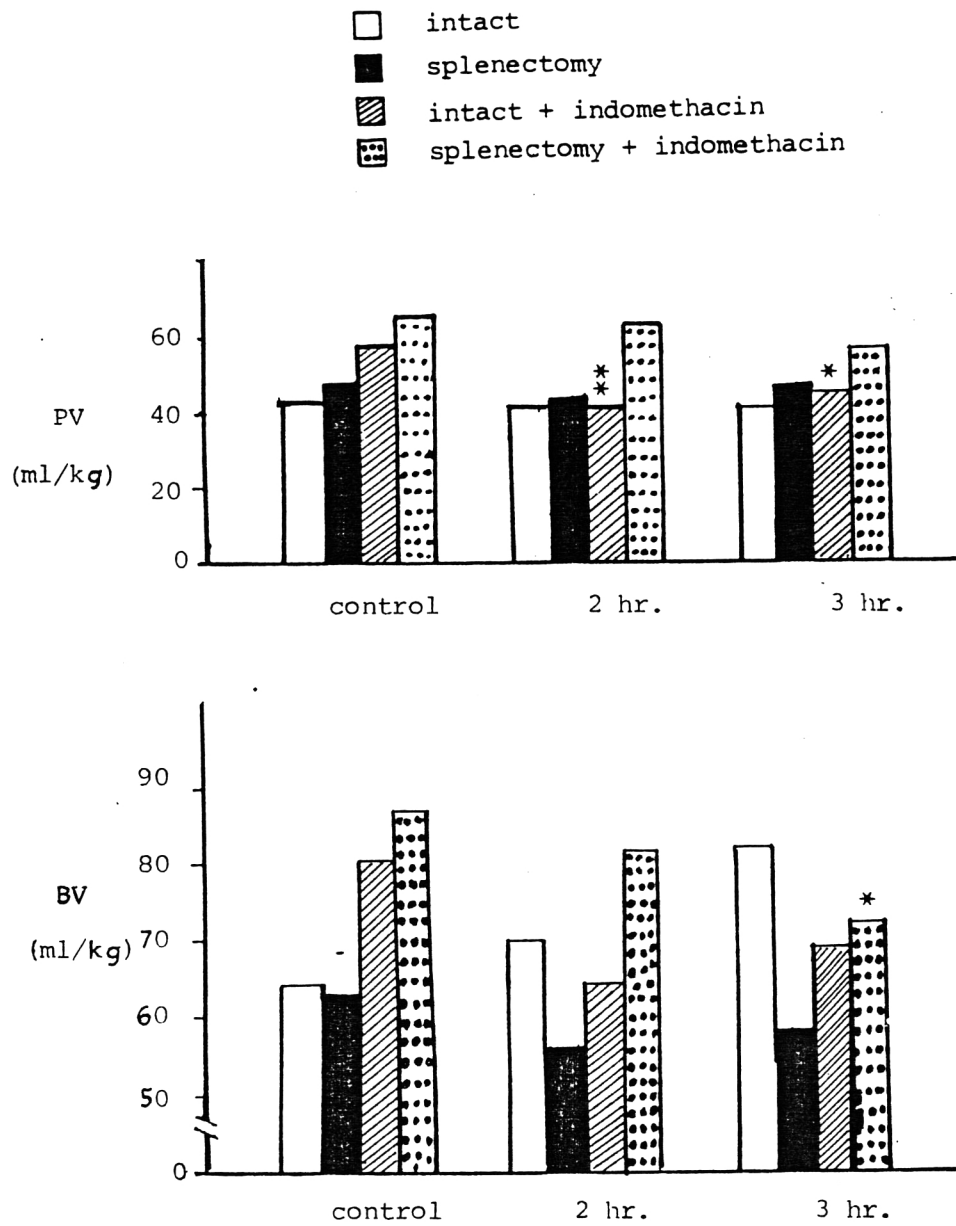 intact
splenectomy
intact + indomethacin
splenectomy + indomethacin
60
40
20
0
PV
(ml/kg)
*
*
*
control 2 hr. 3 hr.
90
80
70
60
50
0
BV
(ml/kg)
*
control 2 hr. 3 hr.